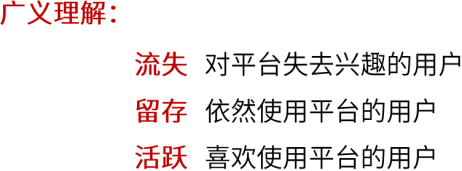 广义理解：
流失 对平台失去兴趣的用户
留存 依然使用平台的用户
活跃 喜欢使用平台的用户